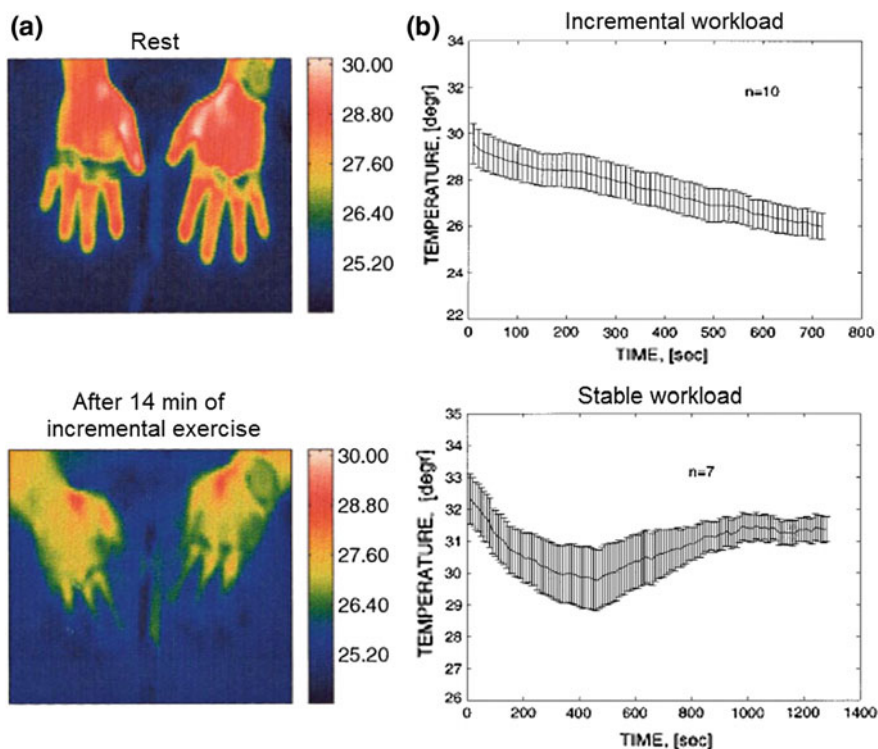 (a)
Rest
30.00
28.80
27.60
26.40
25.20
After 14 min of
incremental exercise
30.00
28.80
27.60
26.40
25.20
(b)
Incremental workload
34
32
30
28
26
24
22
n=10
TEMPERATURE, [degr]
0 100 200 300 400 500 600 700 800
TIME, [soc]
Stable workload
35
34
33
32
31
30
29
28
27
26
n=7
TEMPERATURE, [degr]
0 200 400 600 800 1000 1200 1400
TIME, [soc]